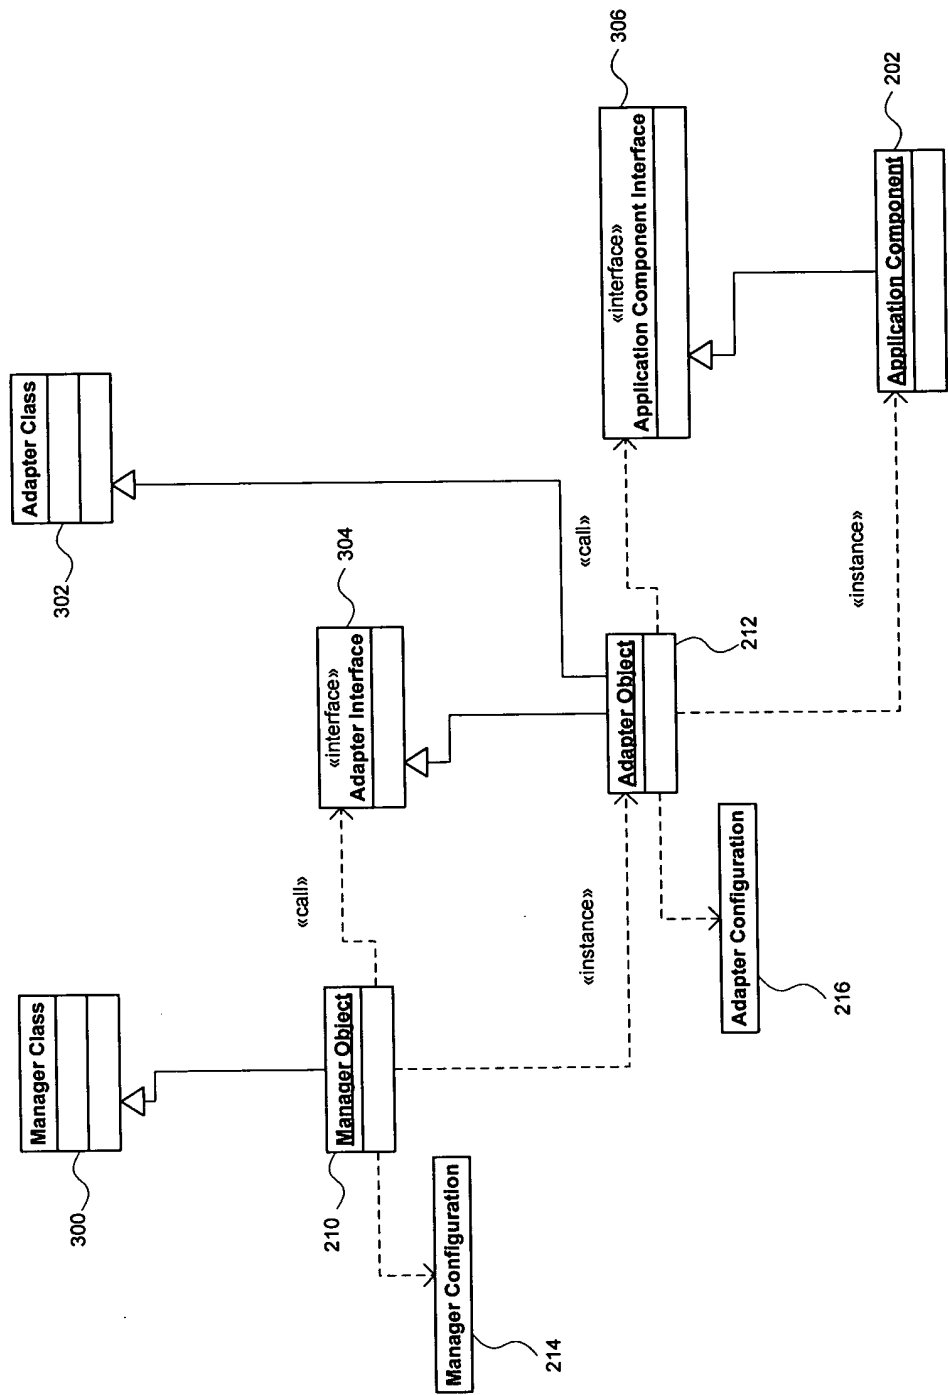 Manager Class
300
Adapter Class
302
«interface»
Adapter Interface
304
«call»
Manager Object
210
Manager Configuration
214
«instance»
Adapter Object
212
Adapter Configuration
216
«call»
«interface»
Application Component Interface
306
«instance»
Application Component
202